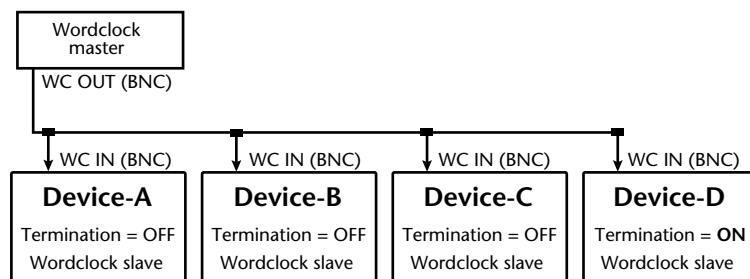 Wordclock
master
WC OUT (BNC)
WC IN (BNC) WC IN (BNC) WC IN (BNC) WC IN (BNC)
Device-A Device-B Device-C Device-D
Termination = OFF Termination = OFF Termination = OFF Termination = ON
Wordclock slave Wordclock slave Wordclock slave Wordclock slave